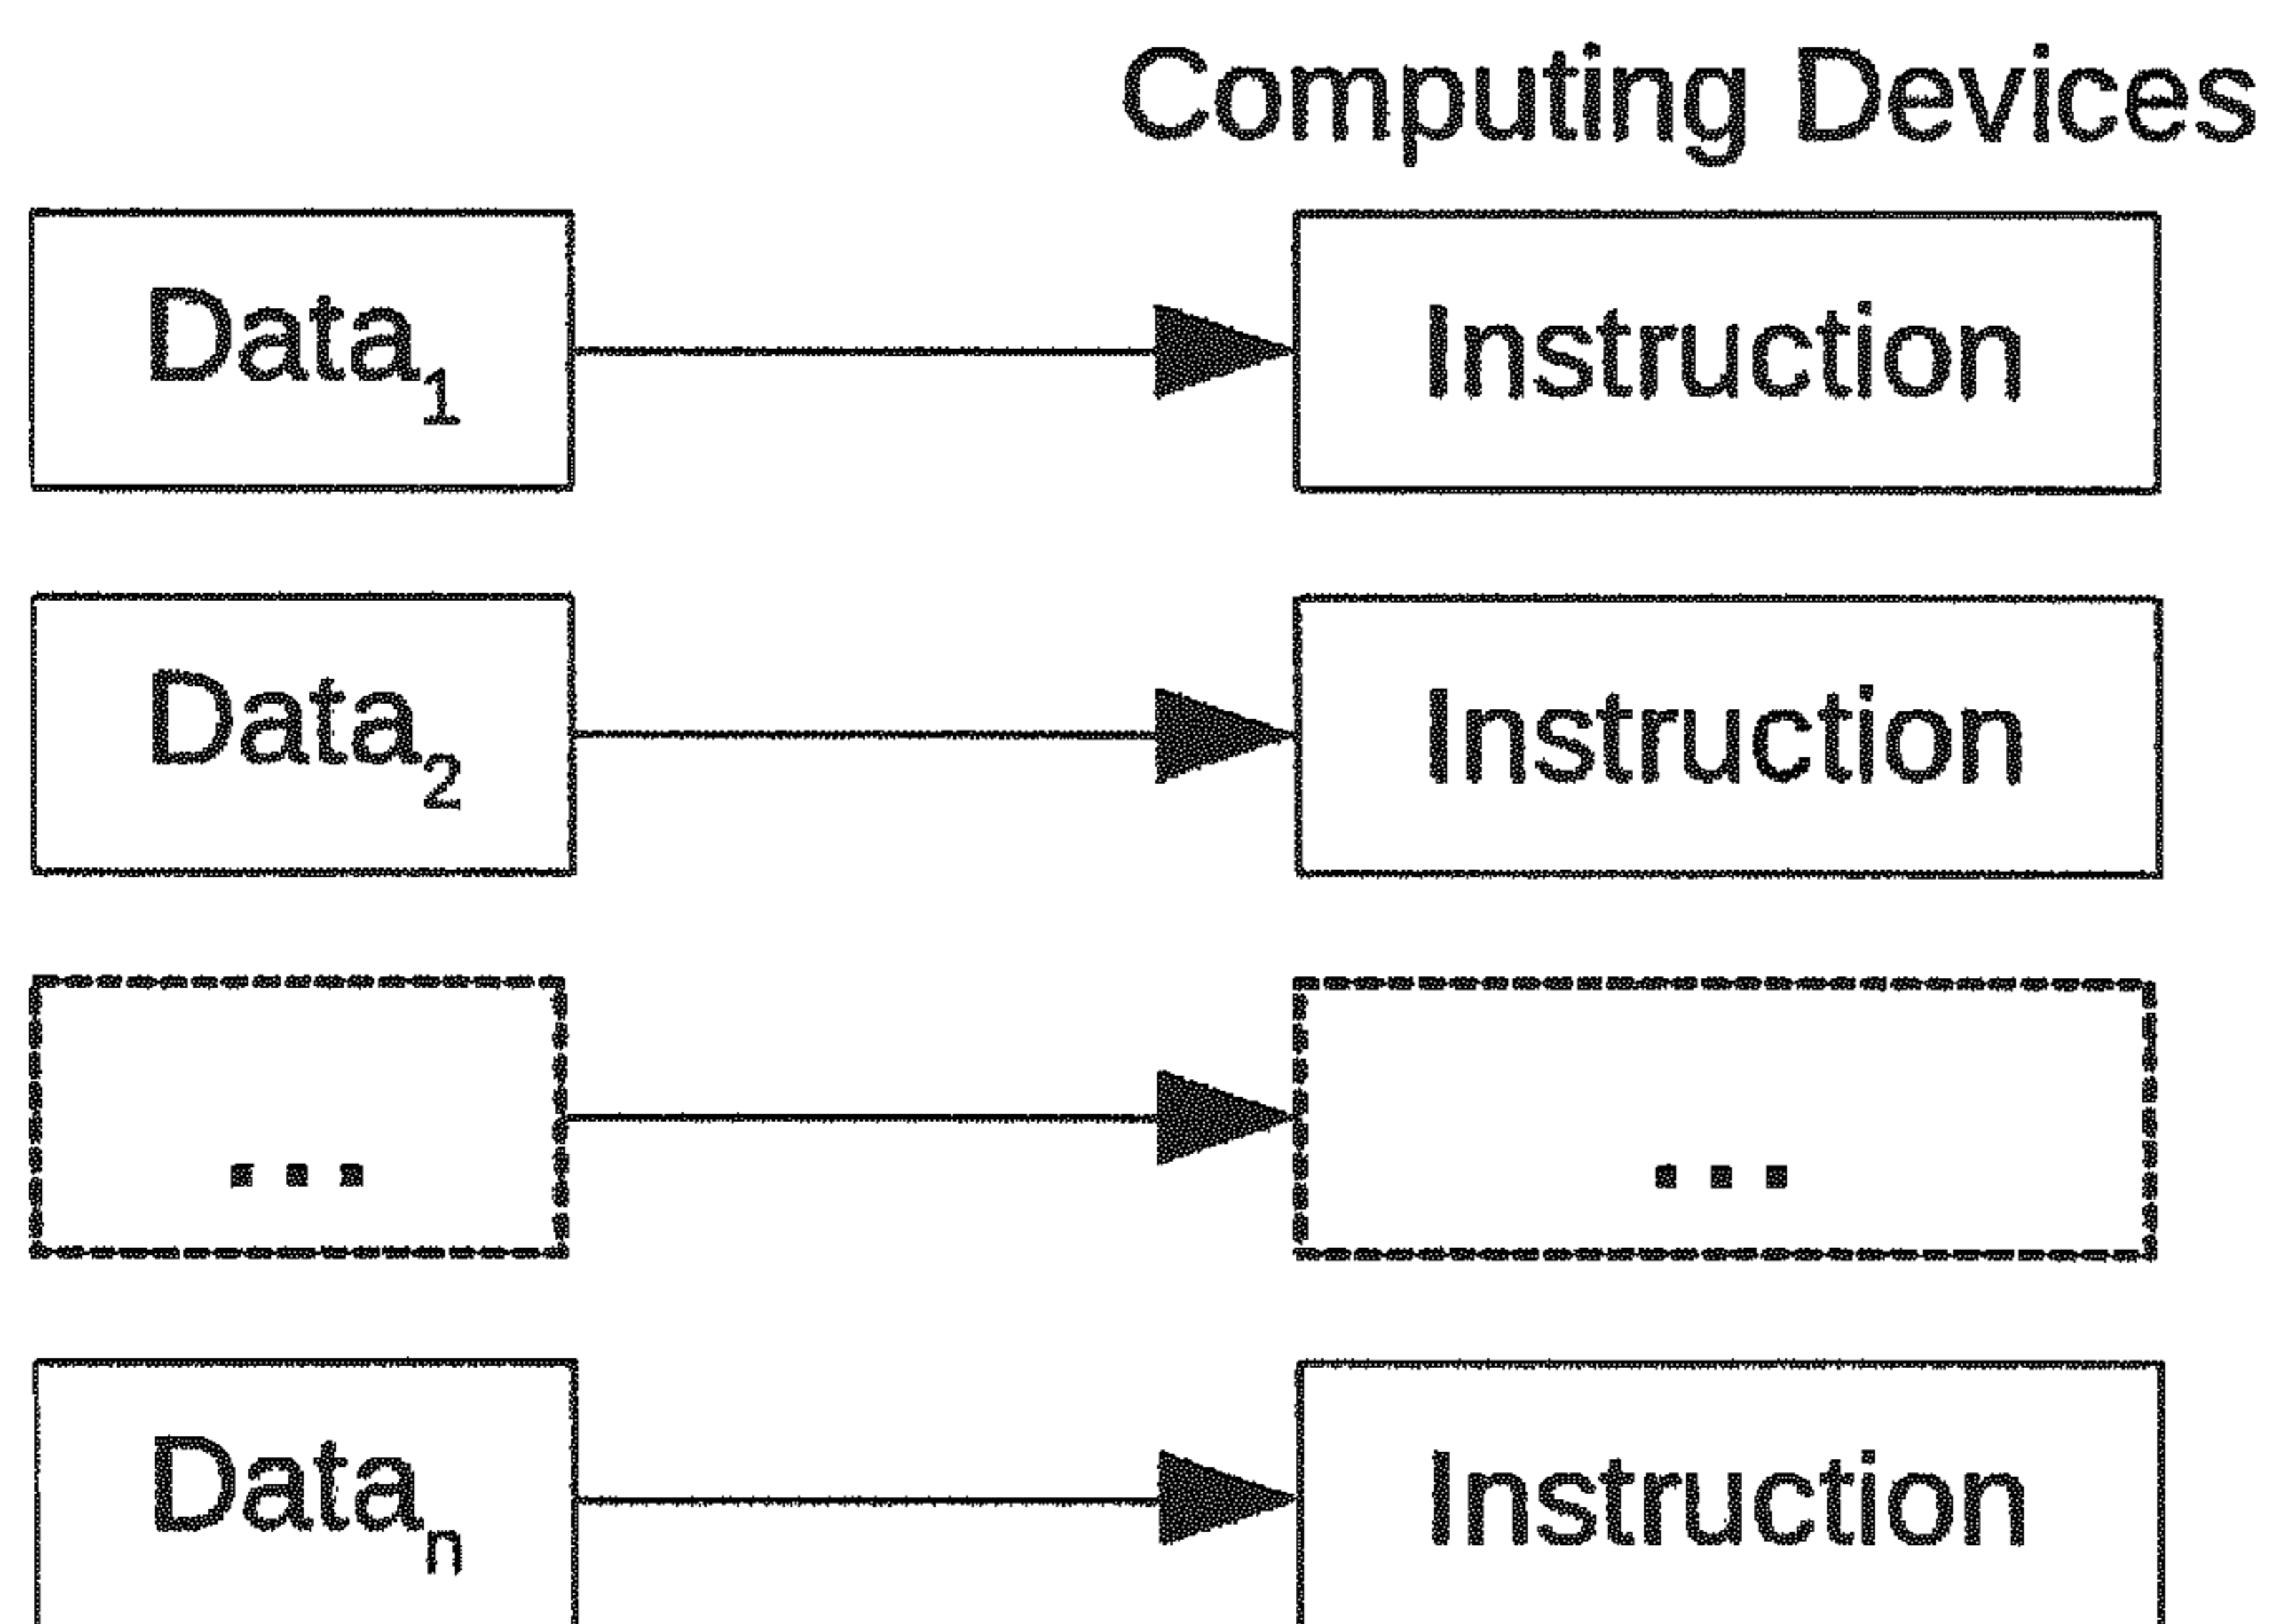 Computing Devices
Data1 Instruction
Data2 Instruction
... ...
Datan Instruction